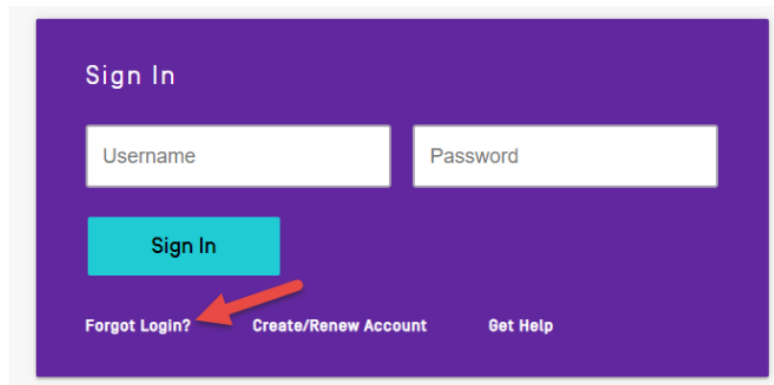 Sign In
Username Password
Sign In
Forgot Login? Create/Renew Account Get Help